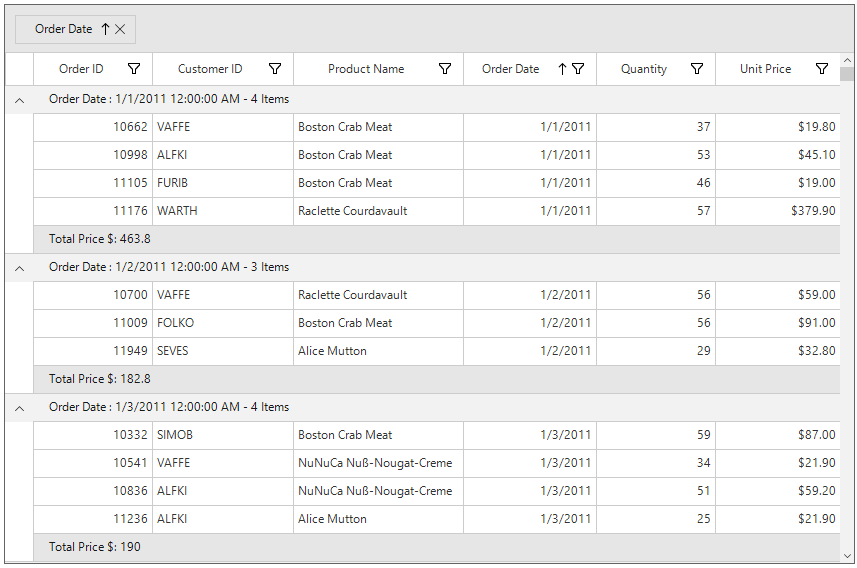 Order Date
Order ID Customer ID Product Name Order Date Quantity Unit Price
Order Date : 1/1/2011 12:00:00 AM - 4 Items
10662 VAFFE Boston Crab Meat 1/1/2011 37 $19.80
10998 ALFKI Boston Crab Meat 1/1/2011 53 $45.10
11105 FURIB Boston Crab Meat 1/1/2011 46 $19.00
11176 WARTH Raclette Courdavault 1/1/2011 57 $379.90
Total Price $: 463.8
Order Date : 1/2/2011 12:00:00 AM - 3 Items
10700 VAFFE Raclette Courdavault 1/2/2011 56 $59.00
11009 FOLKO Boston Crab Meat 1/2/2011 56 $91.00
11949 SEVES Alice Mutton 1/2/2011 29 $32.80
Total Price $: 182.8
Order Date : 1/3/2011 12:00:00 AM - 4 Items
10332 SIMOB Boston Crab Meat 1/3/2011 59 $87.00
10541 VAFFE NuNuCa Nuß-Nougat-Creme 1/3/2011 34 $21.90
10836 ALFKI NuNuCa Nuß-Nougat-Creme 1/3/2011 51 $59.20
11236 ALFKI Alice Mutton 1/3/2011 25 $21.90
Total Price $: 190